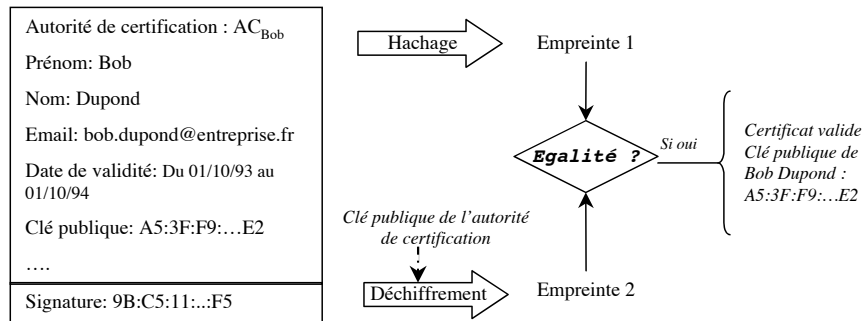 Autorité de certification : AC_Bob
Prénom: Bob
Nom: Dupond
Email: bob.dupond@entreprise.fr
Date de validité: Du 01/10/93 au
01/10/94
Clé publique: A5:3F:F9:…E2
….
Signature: 9B:C5:11:..:F5
Hachage
Empreinte 1
Egalité ?
Si oui
Certificat valide
Clé publique de
Bob Dupond :
A5:3F:F9:…E2
Clé publique de l’autorité
de certification
Déchiffrement
Empreinte 2